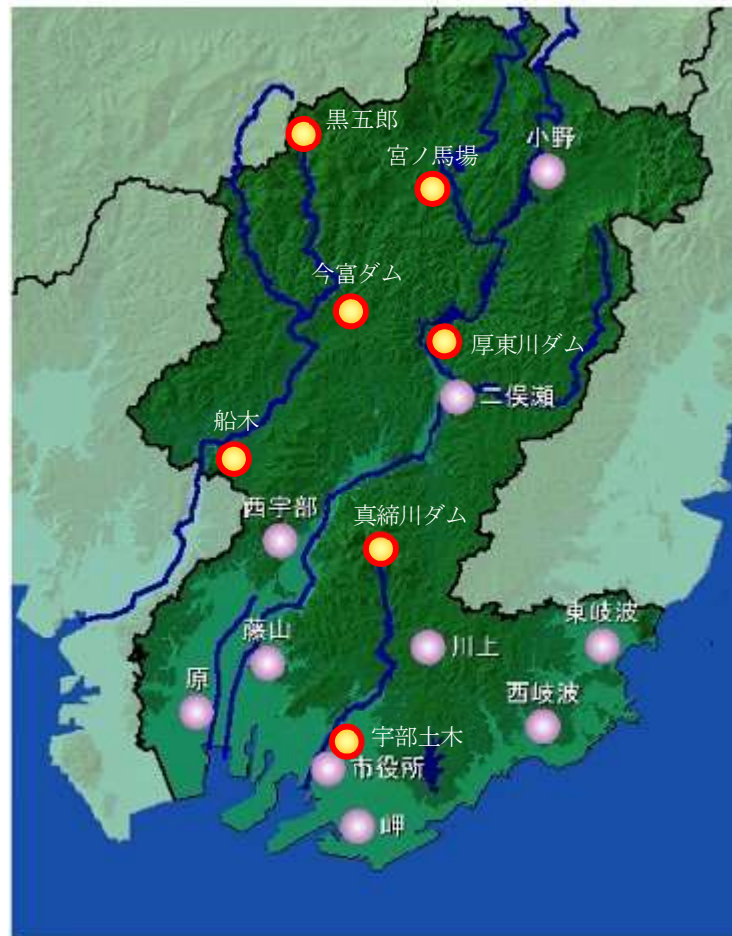 黒五郎
宮ノ馬場
小野
今富ダム
厚東川ダム
二俣瀬
船木
西宇部
真締川ダム
東岐波
藤山
川上
原
西岐波
宇部土木
市役所
岬